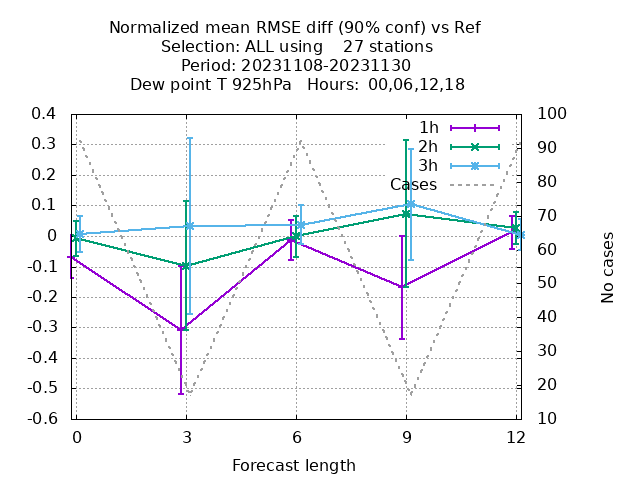 Normalized mean RMSE diff (90% conf) vs Ref
Selection: ALL using    27 stations
Period: 20231108-20231130
Dew point T 925hPa   Hours:  00,06,12,18
0.4
0.3
0.2
0.1
0
-0.1
-0.2
-0.3
-0.4
-0.5
-0.6
1h
2h
3h
Cases
100
90
80
70
60
50
40
30
20
10
No cases
0
3
6
9
12
Forecast length